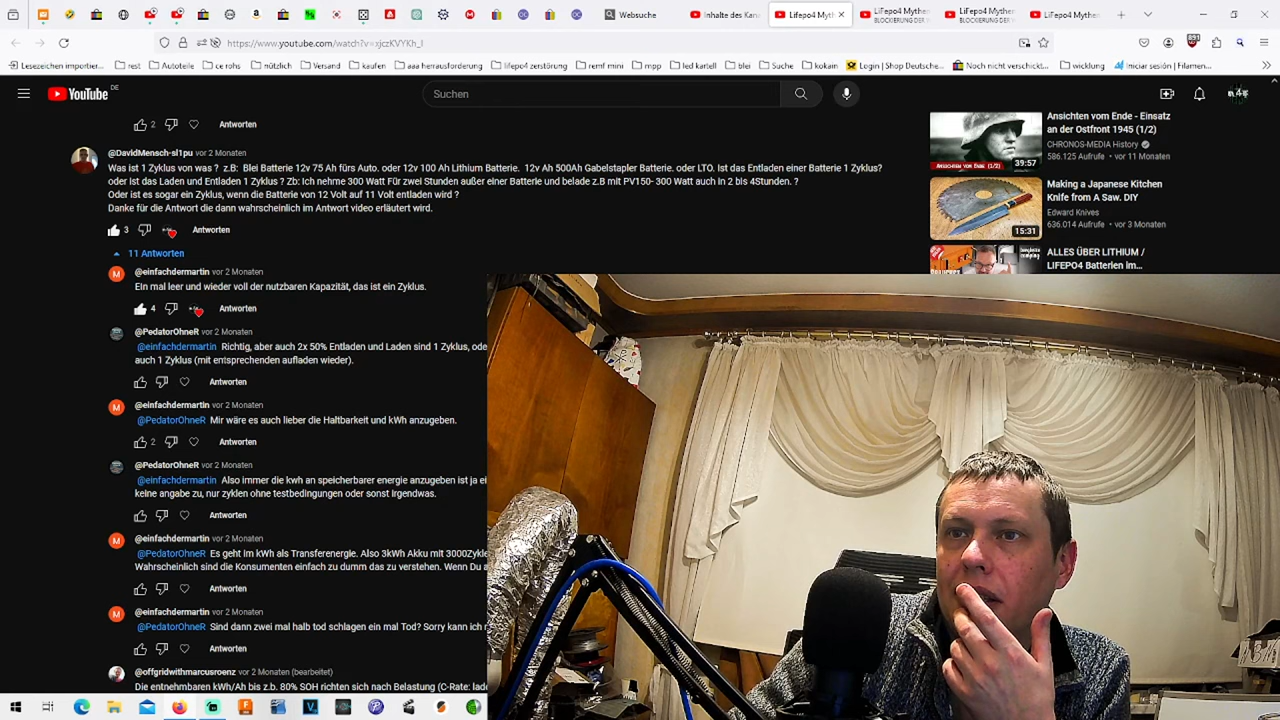 Websuche
Inhalte des Kan
Lifepo4 Myth
LiFepo4 Mythe
BLOCKIERUNG DER W
LiFepo4 Mythe
BLOCKIERUNG DER W
LiFepo4 Mythe
https://www.youtube.com/watch?v=xjczKVYKh_I
Lesezeichen importier...
rest
Autoteile
ce rohs
nützlich
Versand
kaufen
aaa herrausforderung
lifepo4 zerstörung
remf mini
mpp
led kartell
blei
Suche
kokain
Login | Shop Deutsche...
Noch nicht verschickt...
wicklung
Iniciar sesión | Filamen...
YouTube DE
Suchen
2 Antworten
@DavidMensch-sl1pu vor 2 Monaten
Was ist 1 Zyklus von was ? z.B: Blei Batterie 12v 75 Ah fürs Auto. oder 12v 100 Ah Lithium Batterie. 12v Ah 500Ah Gabelstapler Batterie. oder LTO. Ist das Entladen einer Batterie 1 Zyklus?
oder ist das Laden und Entladen 1 Zyklus ? Zb: Ich nehme 300 Watt Für zwei Stunden außer einer Batterie und belade z.B mit PV150- 300 Watt auch in 2 bis 4Stunden. ?
Oder ist es sogar ein Zyklus, wenn die Batterie von 12 Volt auf 11 Volt entladen wird ?
Danke für die Antwort die dann wahrscheinlich im Antwort video erläutert wird.
3 Antworten
11 Antworten
@einfachdermartin vor 2 Monaten
EIn mal leer und wieder voll der nutzbaren Kapazität, das ist ein Zyklus.
4 Antworten
@PedatorOhneR vor 2 Monaten
@einfachdermartin Richtig, aber auch 2x 50% Entladen und Laden sind 1 Zyklus, ode
auch 1 Zyklus (mit entsprechenden aufladen wieder).
Antworten
@einfachdermartin vor 2 Monaten
@PedatorOhneR Mir wäre es auch lieber die Haltbarkeit und kWh anzugeben.
2 Antworten
@PedatorOhneR vor 2 Monaten
@einfachdermartin Also immer die kwh an speicherbarer energie anzugeben ist ja ei
keine angabe zu, nur zyklen ohne testbedingungen oder sonst Irgendwas.
Antworten
@einfachdermartin vor 2 Monaten
@PedatorOhneR Es geht im kWh als Transferenergie. Also 3kWh Akku mit 3000Zykle
Wahrscheinlich sind die Konsumenten einfach zu dumm das zu verstehen. Wenn Du a
Antworten
@einfachdermartin vor 2 Monaten
@PedatorOhneR Sind dann zwei mal halb tod schlagen ein mal Tod? Sorry kann ich n
Antworten
@offgridwithmarcusroenz vor 2 Monaten (bearbeitet)
Die entnehmbaren kWh/Ah bis z.b. 80% SOH richten sich nach Belastung (C-Rate: lade
39:57
Ansichten vom Ende - Einsatz
an der Ostfront 1945 (1/2)
CHRONOS-MEDIA History
586.125 Aufrufe · vor 11 Monaten
15:31
Making a Japanese Kitchen
Knife from A Saw. DIY
Edward Knives
636.014 Aufrufe · vor 3 Monaten
ALLES ÜBER LITHIUM /
LIFEPO4 Batterien im...